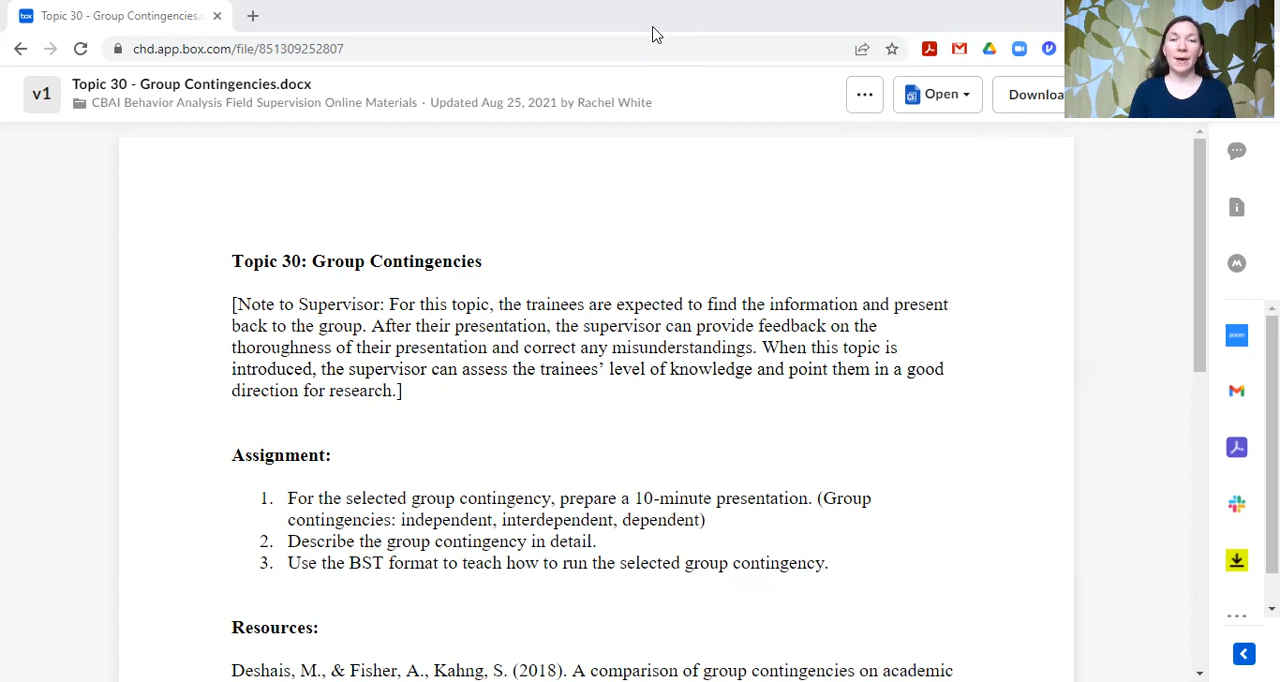 Topic 30 - Group Contingencies.
chd.app.box.com/file/851309252807
v1
Topic 30 - Group Contingencies.docx
CBAI Behavior Analysis Field Supervision Online Materials · Updated Aug 25, 2021 by Rachel White
Open
Downloa
Topic 30: Group Contingencies
[Note to Supervisor: For this topic, the trainees are expected to find the information and present
back to the group. After their presentation, the supervisor can provide feedback on the
thoroughness of their presentation and correct any misunderstandings. When this topic is
introduced, the supervisor can assess the trainees’ level of knowledge and point them in a good
direction for research.]
Assignment:
1. For the selected group contingency, prepare a 10-minute presentation. (Group
contingencies: independent, interdependent, dependent)
2. Describe the group contingency in detail.
3. Use the BST format to teach how to run the selected group contingency.
Resources:
Deshais, M., & Fisher, A., Kahng, S. (2018). A comparison of group contingencies on academic